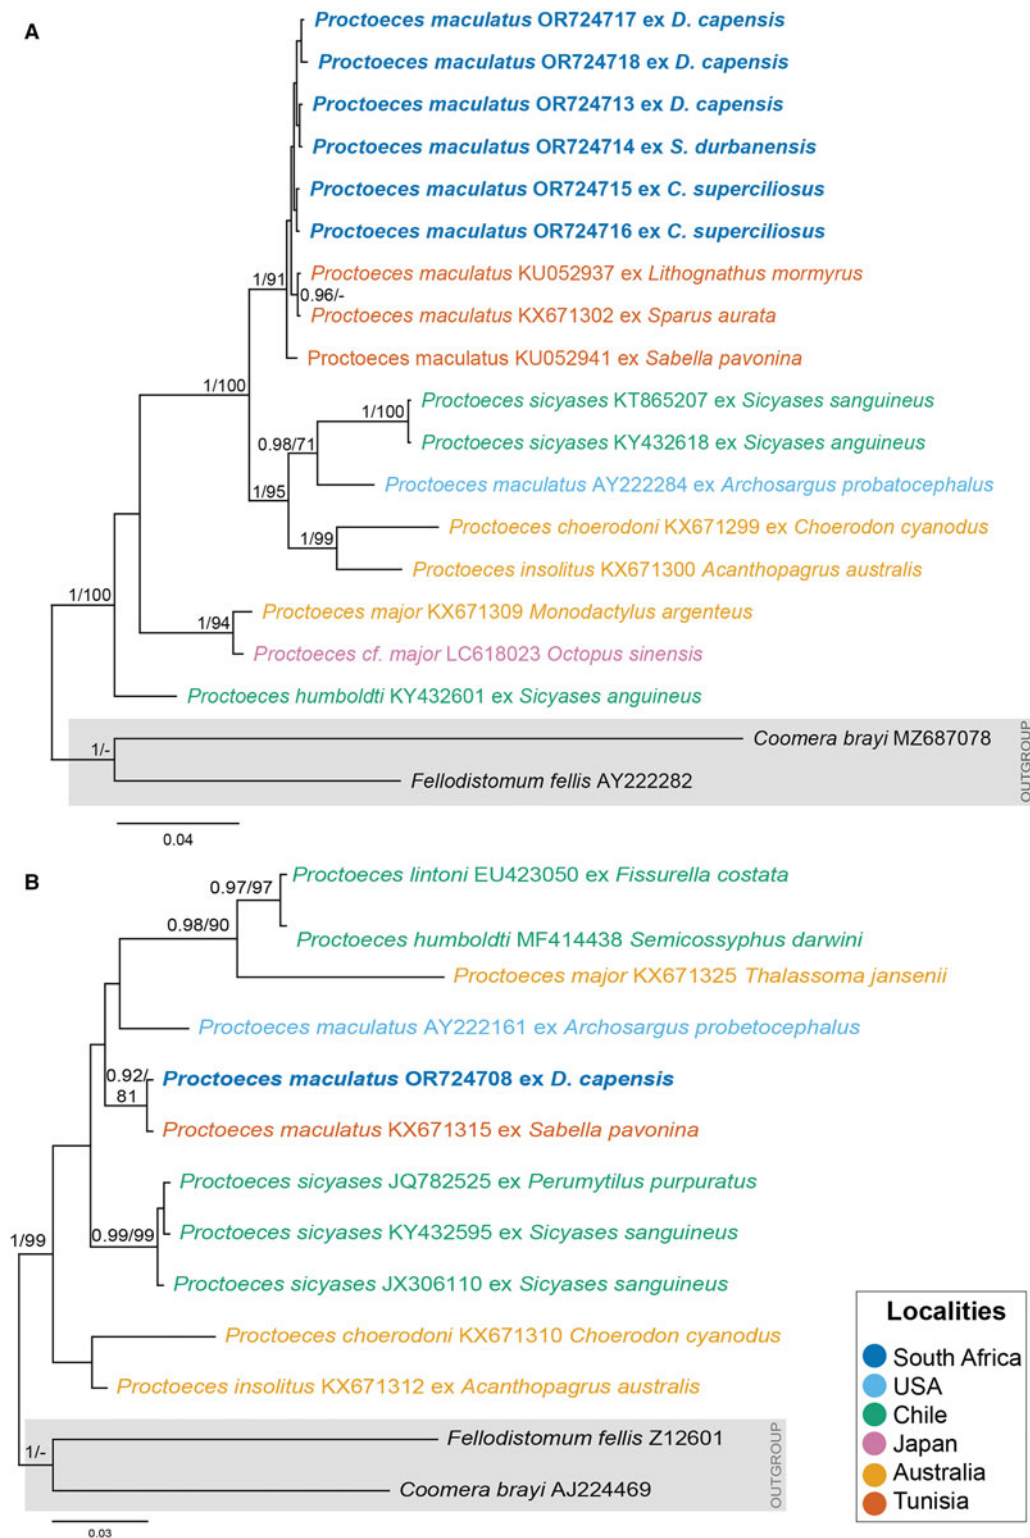 A
Proctoeces maculatus OR724717 ex D. capensis
Proctoeces maculatus OR724718 ex D. capensis
Proctoeces maculatus OR724713 ex D. capensis
Proctoeces maculatus OR724714 ex S. durbanensis
Proctoeces maculatus OR724715 ex C. superciliosus
Proctoeces maculatus OR724716 ex C. superciliosus
Proctoeces maculatus KU052937 ex Lithognathus mormyrus
1/91
0.96/-
Proctoeces maculatus KX671302 ex Sparus aurata
Proctoeces maculatus KU052941 ex Sabella pavonina
1/100
Proctoeces sicyases KT865207 ex Sicyases sanguineus
1/100
Proctoeces sicyases KY432618 ex Sicyases anguineus
0.98/71
Proctoeces maculatus AY222284 ex Archosargus probatocephalus
1/95
Proctoeces choerodoni KX671299 ex Choerodon cyanodus
1/99
Proctoeces insolitus KX671300 Acanthopagrus australis
1/100
Proctoeces major KX671309 Monodactylus argenteus
1/94
Proctoeces cf. major LC618023 Octopus sinensis
Proctoeces humboldti KY432601 ex Sicyases anguineus
Coomera brayi MZ687078
1/-
Fellodistomum fellis AY222282
OUTGROUP
0.04
B
Proctoeces lintoni EU423050 ex Fissurella costata
0.97/97
0.98/90
Proctoeces humboldti MF414438 Semicossyphus darwini
Proctoeces major KX671325 Thalassoma jansenii
Proctoeces maculatus AY222161 ex Archosargus probetocephalus
0.92/
81
Proctoeces maculatus OR724708 ex D. capensis
Proctoeces maculatus KX671315 ex Sabella pavonina
Proctoeces sicyases JQ782525 ex Perumytilus purpuratus
0.99/99
Proctoeces sicyases KY432595 ex Sicyases sanguineus
1/99
Proctoeces sicyases JX306110 ex Sicyases sanguineus
Proctoeces choerodoni KX671310 Choerodon cyanodus
Proctoeces insolitus KX671312 ex Acanthopagrus australis
Fellodistomum fellis Z12601
1/-
Coomera brayi AJ224469
OUTGROUP
0.03
Localities
South Africa
USA
Chile
Japan
Australia
Tunisia